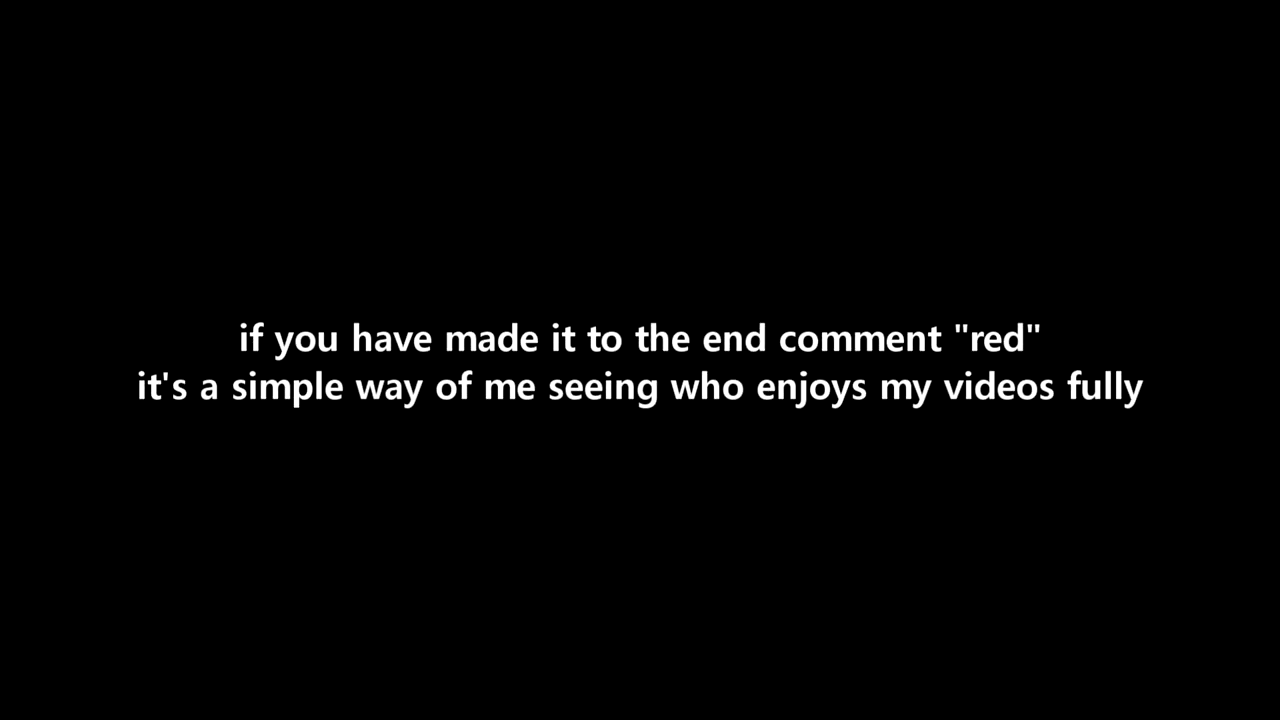 if you have made it to the end comment "red"
it's a simple way of me seeing who enjoys my videos fully